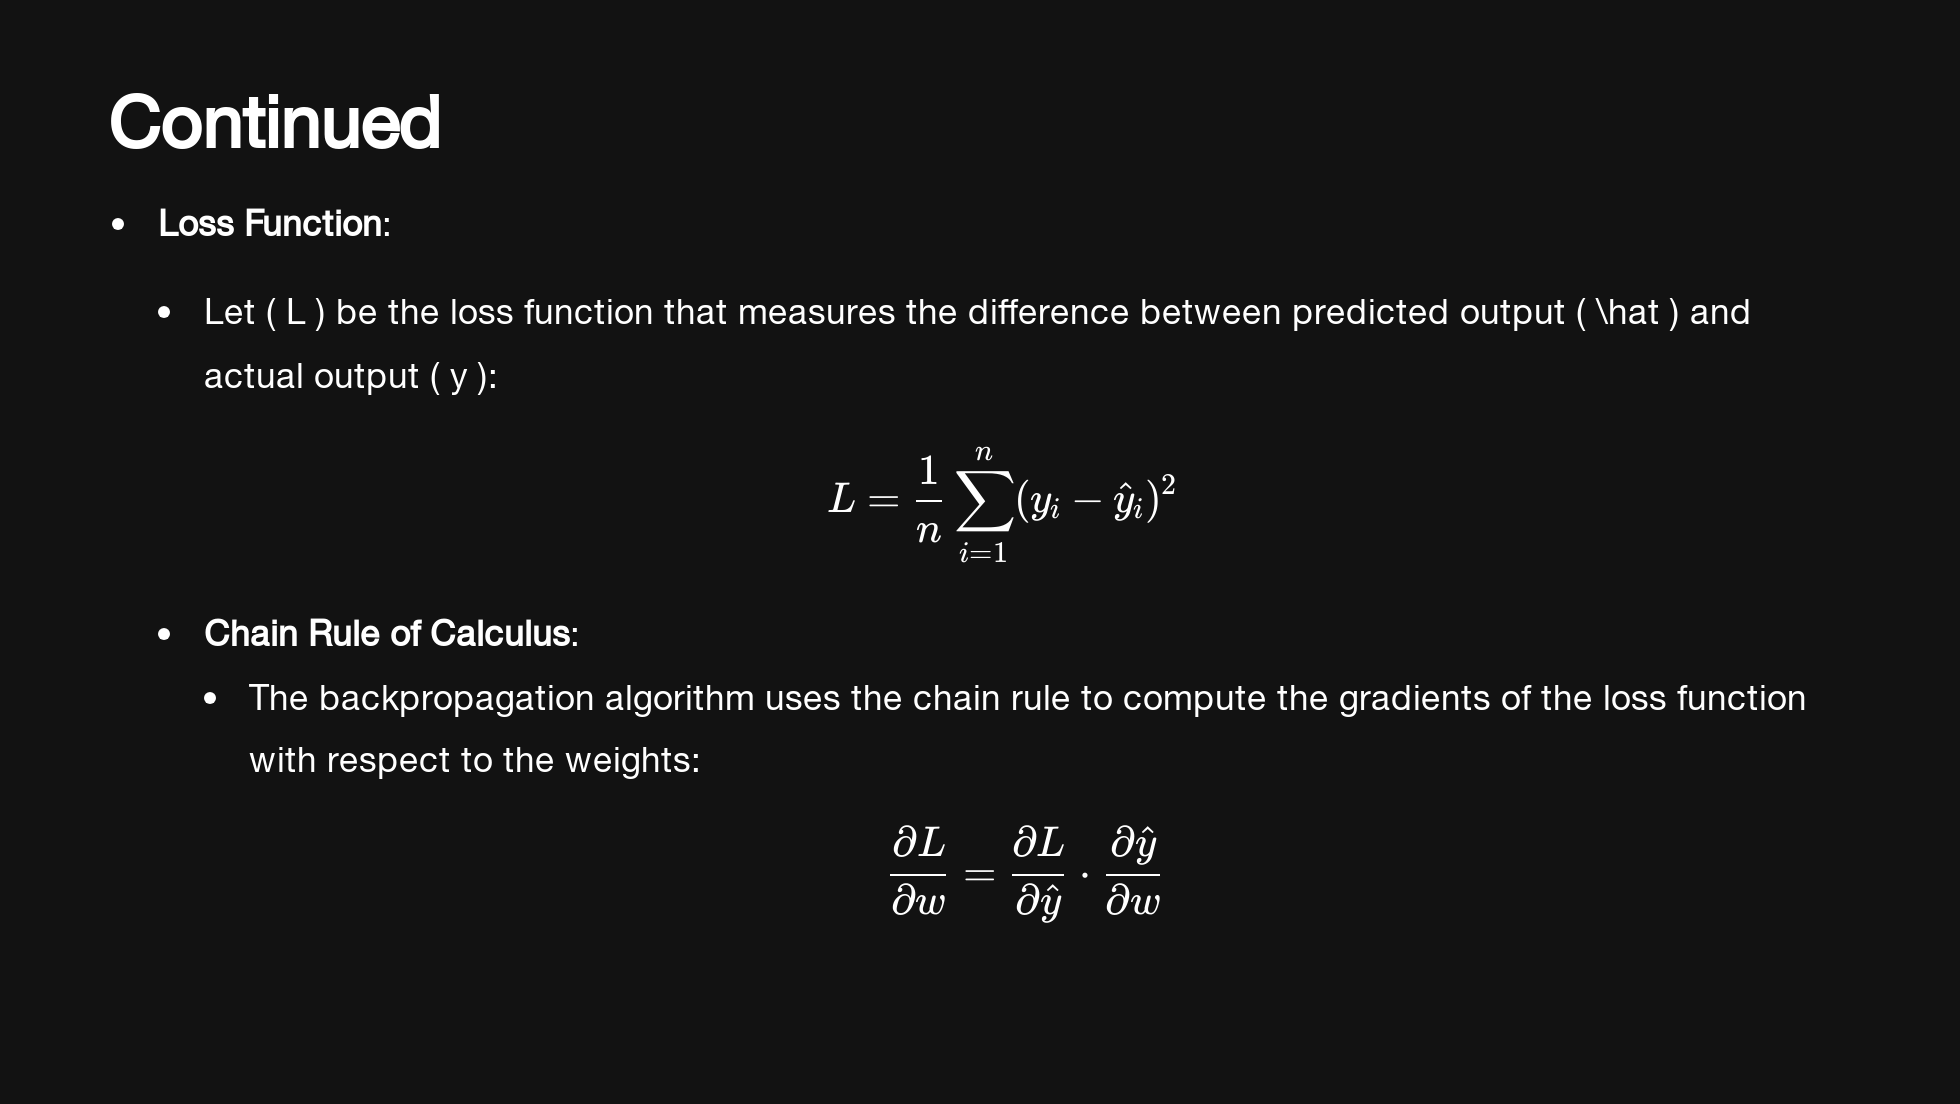 Continued
• Loss Function:
• Let ( L ) be the loss function that measures the difference between predicted output ( \hat ) and
actual output ( y ):
L = \frac{1}{n} \sum_{i=1}^{n} (y_i - \hat{y}_i)^2
• Chain Rule of Calculus:
• The backpropagation algorithm uses the chain rule to compute the gradients of the loss function
with respect to the weights:
\frac{\partial L}{\partial w} = \frac{\partial L}{\partial \hat{y}} \cdot \frac{\partial \hat{y}}{\partial w}